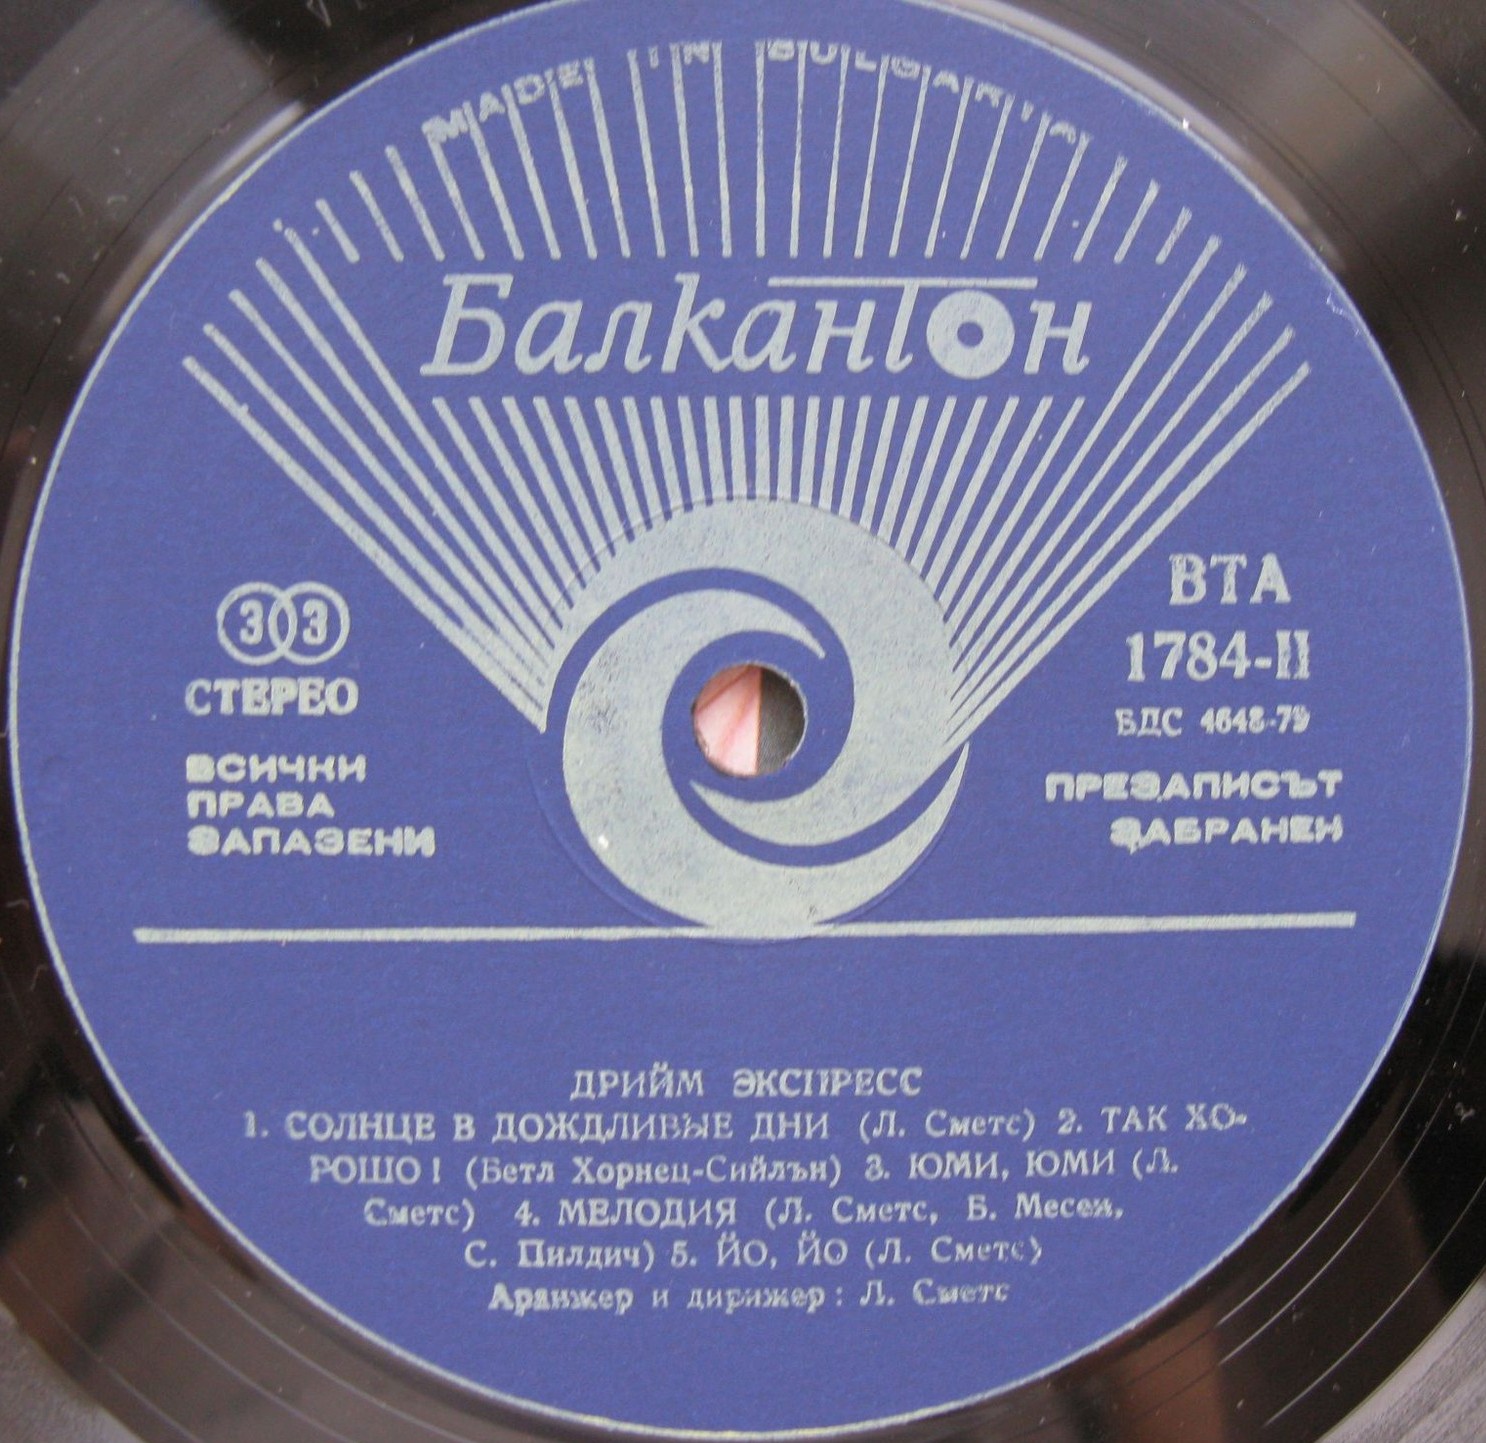 MADE IN BULGARIA
Балкантон
33
СТЕРЕО
ВСИЧКИ
ПРАВА
ЗАПАЗЕНИ
ВТА
1784-II
БДС 4648-79
ПРЕЗАПИСЪТ
ЗАБРАНЕН
ДРИЙМ ЭКСПРЕСС
1. СОЛНЦЕ В ДОЖДЛИВЫЕ ДНИ (Л. Сметс) 2. ТАК ХО-
РОШО! (Бетл Хорнец-Сийлън) 3. ЮМИ, ЮМИ (Л.
Сметс) 4. МЕЛОДИЯ (Л. Сметс, Б. Месен,
С. Пилдич) 5. ЙО, ЙО (Л. Сметс)
Аранжер и дирижер: Л. Сметс